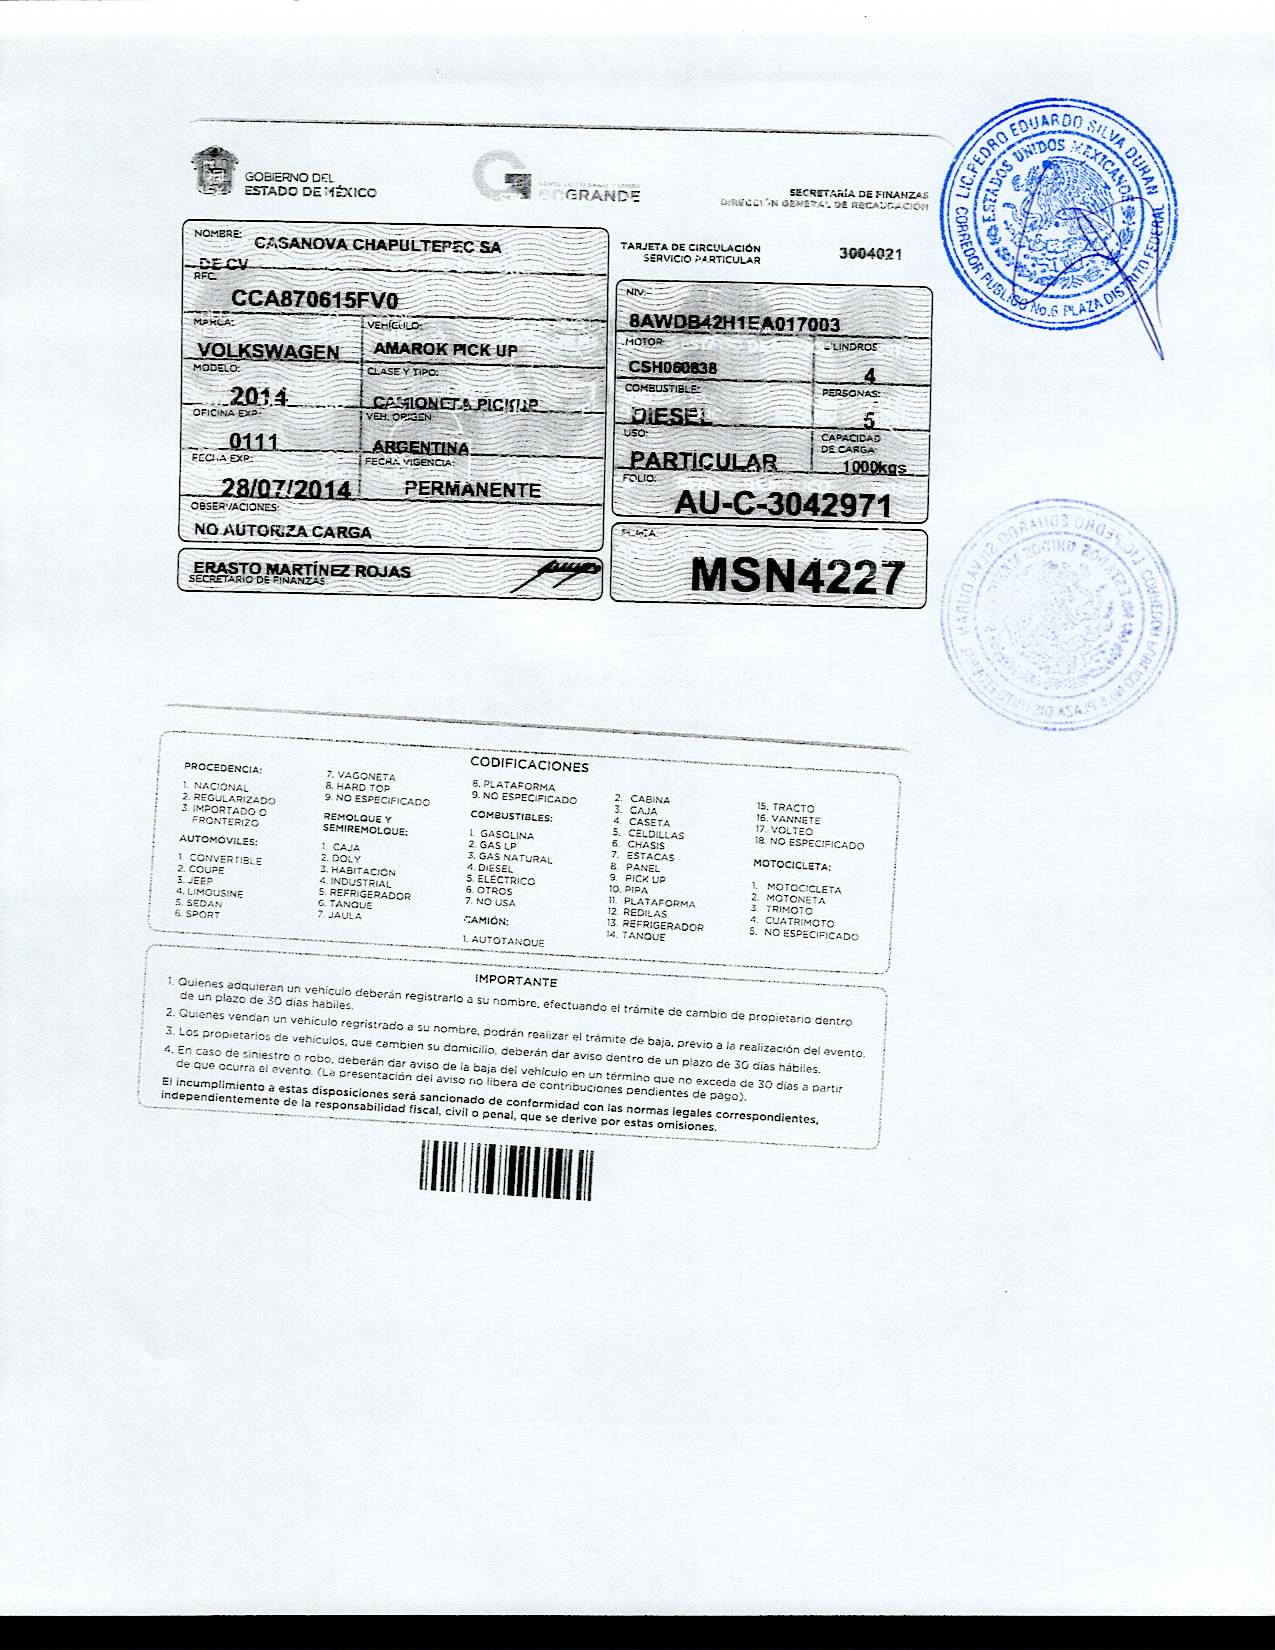 GOBIERNO DEL
ESTADO DE MÉXICO
enGRANDE
SECRETARÍA DE FINANZAS
DIRECCIÓN GENERAL DE RECAUDACIÓN
TARJETA DE CIRCULACIÓN
SERVICIO PARTICULAR
3004021
NOMBRE: CASANOVA CHAPULTEPEC SA
DE CV
RFC:
CCA870615FV0
MARCA:
VOLKSWAGEN
VEHÍCULO:
AMAROK PICK UP
MODELO:
2014
CLASE Y TIPO:
CAMIONETA PICKUP
OFICINA EXP:
0111
VEH. ORIGEN
ARGENTINA
FECHA EXP:
28/07/2014
FECHA VIGENCIA:
PERMANENTE
OBSERVACIONES:
NO AUTORIZA CARGA
ERASTO MARTÍNEZ ROJAS
SECRETARIO DE FINANZAS
NIV:
8AWDB42H1EA017003
MOTOR:
CSH060838
CILINDROS
4
COMBUSTIBLE:
DIESEL
PERSONAS:
5
USO:
PARTICULAR
CAPACIDAD
DE CARGA
1000kgs
FOLIO:
AU-C-3042971
PLACA:
MSN4227
LIC. PEDRO EDUARDO SILVA DURAN
CORREDOR PUBLICO No.6 PLAZA DISTRITO FEDERAL
ESTADOS UNIDOS MEXICANOS
CODIFICACIONES
PROCEDENCIA:
1. NACIONAL
2. REGULARIZADO
3. IMPORTADO O
FRONTERIZO
AUTOMÓVILES:
1. CONVERTIBLE
2. COUPE
3. JEEP
4. LIMOUSINE
5. SEDAN
6. SPORT
7. VAGONETA
8. HARD TOP
9. NO ESPECIFICADO
REMOLQUE Y
SEMIREMOLQUE:
1. CAJA
2. DOLY
3. HABITACIÓN
4. INDUSTRIAL
5. REFRIGERADOR
6. TANQUE
7. JAULA
8. PLATAFORMA
9. NO ESPECIFICADO
COMBUSTIBLES:
1. GASOLINA
2. GAS LP
3. GAS NATURAL
4. DIESEL
5. ELÉCTRICO
6. OTROS
7. NO USA
CAMIÓN:
1. AUTOTANQUE
2. CABINA
3. CAJA
4. CASETA
5. CELDILLAS
6. CHASIS
7. ESTACAS
8. PANEL
9. PICK UP
10. PIPA
11. PLATAFORMA
12. REDILAS
13. REFRIGERADOR
14. TANQUE
15. TRACTO
16. VANNETE
17. VOLTEO
18. NO ESPECIFICADO
MOTOCICLETA:
1. MOTOCICLETA
2. MOTONETA
3. TRIMOTO
4. CUATRIMOTO
5. NO ESPECIFICADO
IMPORTANTE
1. Quienes adquieran un vehículo deberán registrarlo a su nombre, efectuando el trámite de cambio de propietario dentro
de un plazo de 30 días hábiles.
2. Quienes vendan un vehículo regristrado a su nombre, podrán realizar el trámite de baja, previo a la realización del evento.
3. Los propietarios de vehículos, que cambien su domicilio, deberán dar aviso dentro de un plazo de 30 días hábiles.
4. En caso de siniestro o robo, deberán dar aviso de la baja del vehículo en un término que no exceda de 30 días a partir
de que ocurra el evento. (La presentación del aviso no libera de contribuciones pendientes de pago).
El incumplimiento a estas disposiciones será sancionado de conformidad con las normas legales correspondientes,
independientemente de la responsabilidad fiscal, civil o penal, que se derive por estas omisiones.